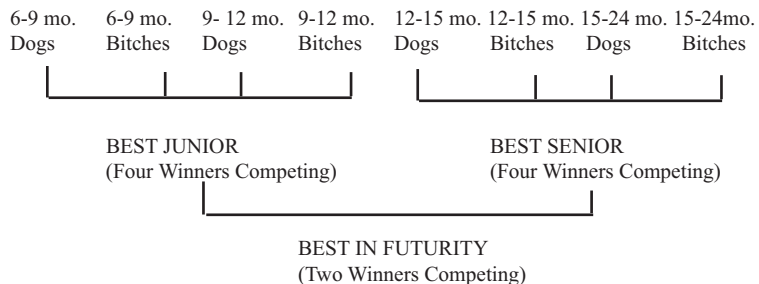 6-9 mo. 6-9 mo. 9- 12 mo. 9-12 mo. 12-15 mo. 12-15 mo. 15-24 mo. 15-24mo.
Dogs Bitches Dogs Bitches Dogs Bitches Dogs Bitches
BEST JUNIOR BEST SENIOR
(Four Winners Competing) (Four Winners Competing)
BEST IN FUTURITY
(Two Winners Competing)